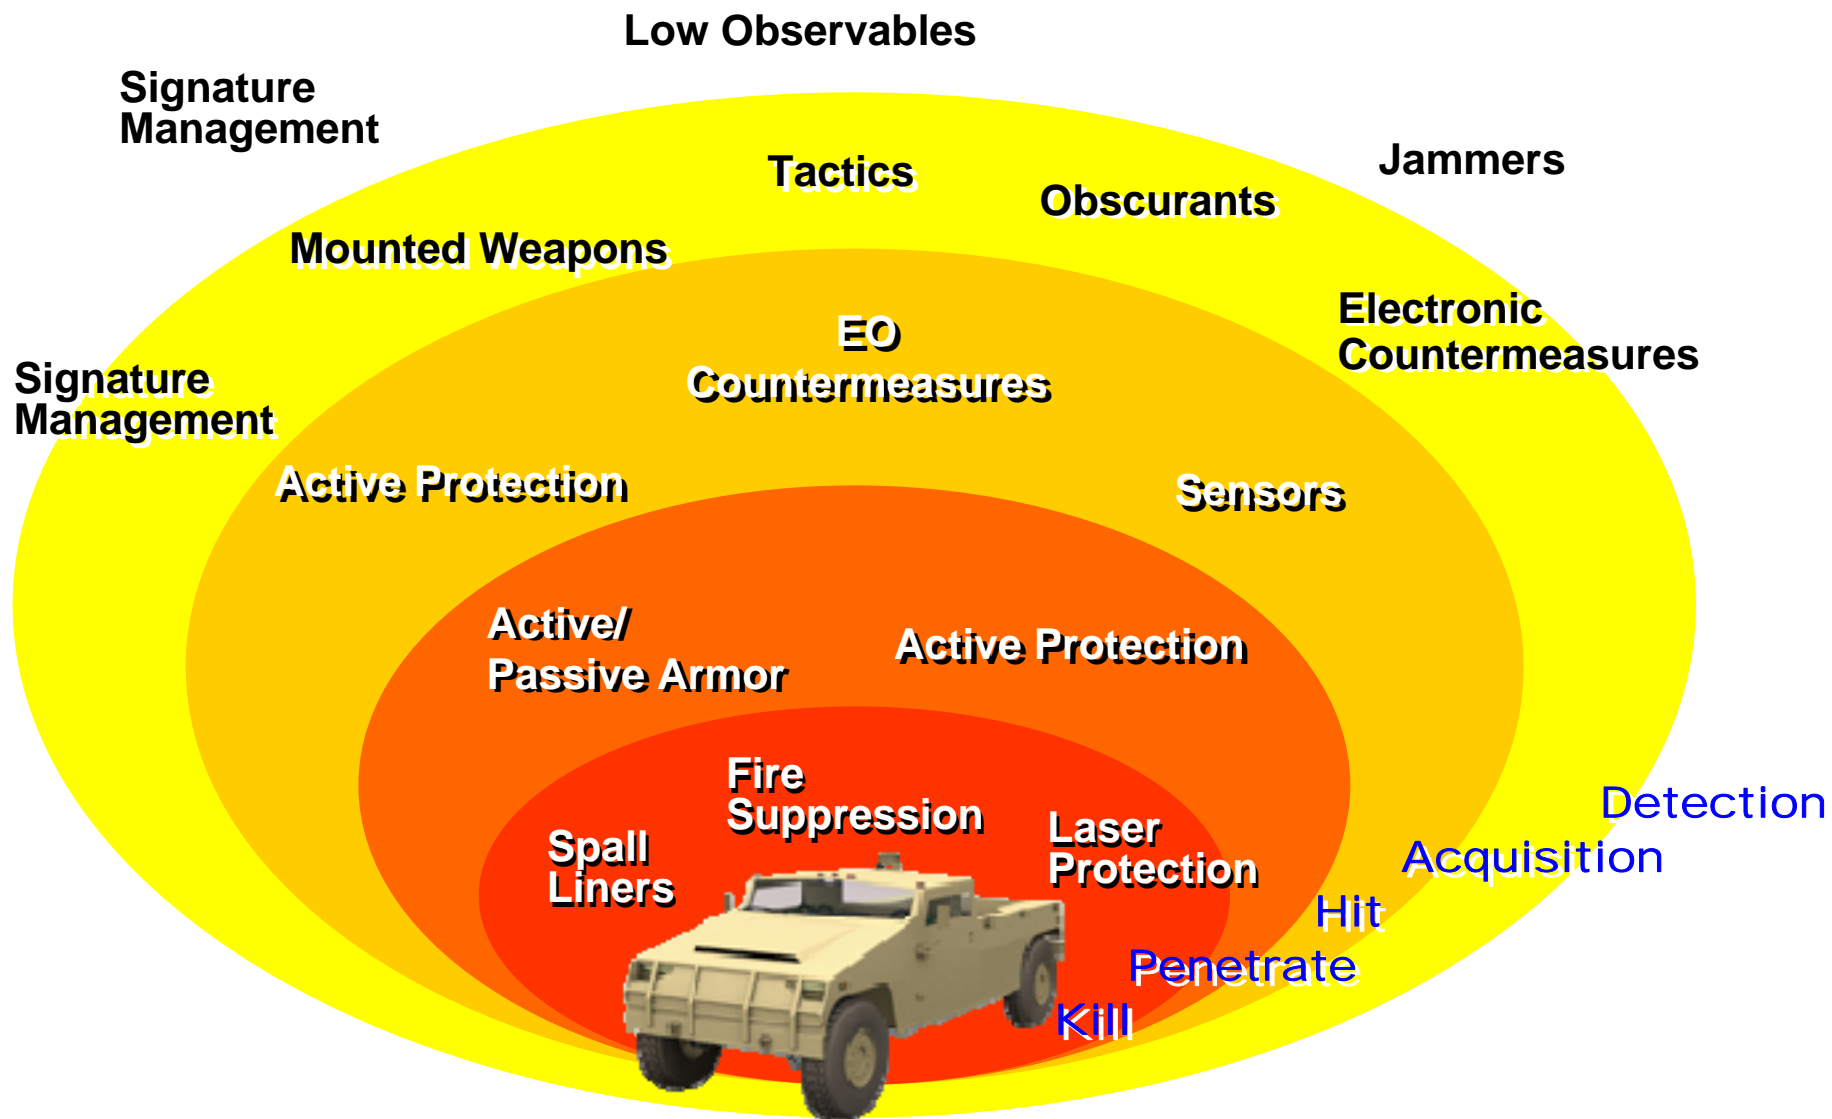 Low Observables
Signature
Management
Jammers
Tactics
Obscurants
Mounted Weapons
Electronic
Countermeasures
EO
Countermeasures
Signature
Management
Active Protection
Sensors
Active/
Passive Armor
Active Protection
Fire
Suppression
Spall
Liners
Laser
Protection
Detection
Acquisition
Hit
Penetrate
Kill